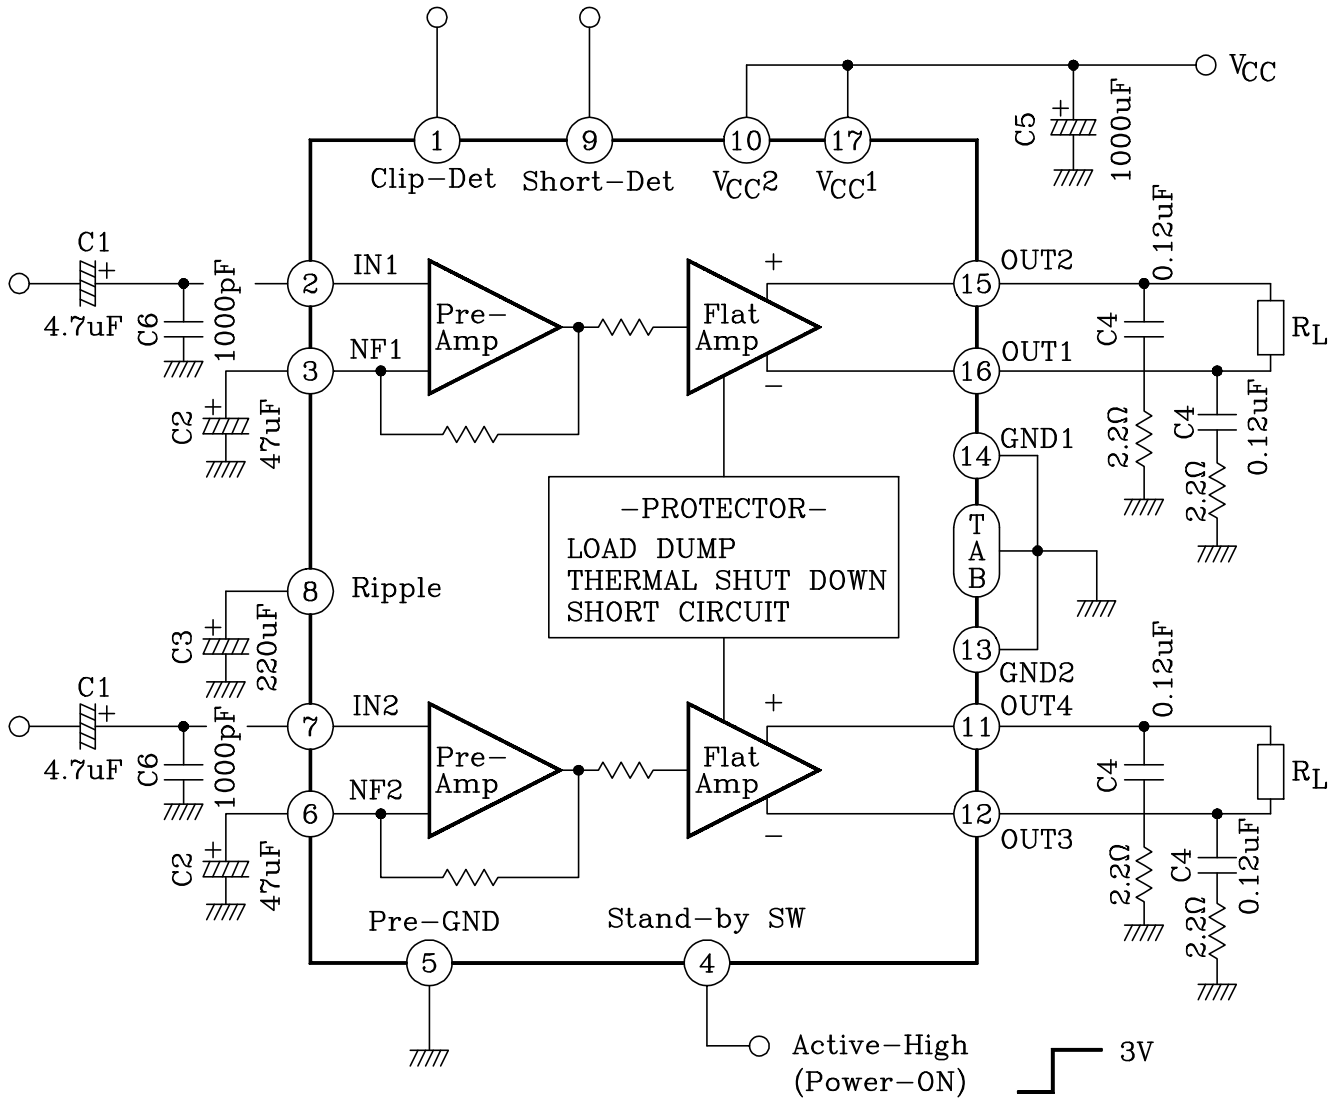 VCC
C5
1000uF
1
9
10
17
Clip-Det
Short-Det
VCC2
VCC1
C1
4.7uF
C6
1000pF
2
IN1
3
NF1
C2
47uF
Pre-
Amp
Flat
Amp
+
-
15
OUT2
16
OUT1
0.12uF
C4
2.2Ω
C4
0.12uF
2.2Ω
RL
14
GND1
TAB
13
GND2
-PROTECTOR-
LOAD DUMP
THERMAL SHUT DOWN
SHORT CIRCUIT
8
Ripple
+
C3
220uF
C1
+
4.7uF
C6
1000pF
7
IN2
6
NF2
+
C2
47uF
Pre-
Amp
Flat
Amp
+
-
11
OUT4
12
OUT3
0.12uF
C4
2.2Ω
C4
0.12uF
2.2Ω
RL
Pre-GND
5
Stand-by SW
4
Active-High
(Power-ON)
3V